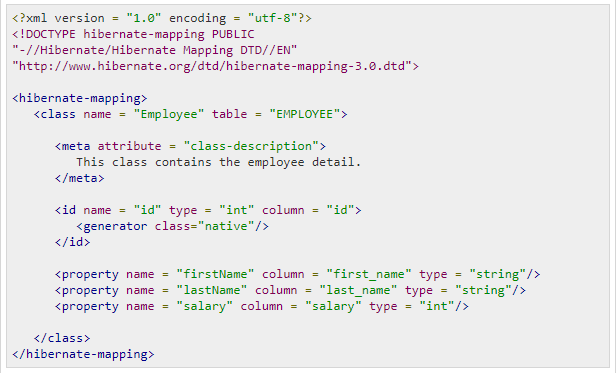 <?xml version = "1.0" encoding = "utf-8"?>
<!DOCTYPE hibernate-mapping PUBLIC
"-//Hibernate/Hibernate Mapping DTD//EN"
"http://www.hibernate.org/dtd/hibernate-mapping-3.0.dtd">
<hibernate-mapping>
<class name = "Employee" table = "EMPLOYEE">
<meta attribute = "class-description">
This class contains the employee detail.
</meta>
<id name = "id" type = "int" column = "id">
<generator class="native"/>
</id>
<property name = "firstName" column = "first_name" type = "string"/>
<property name = "lastName" column = "last_name" type = "string"/>
<property name = "salary" column = "salary" type = "int"/>
</class>
</hibernate-mapping>